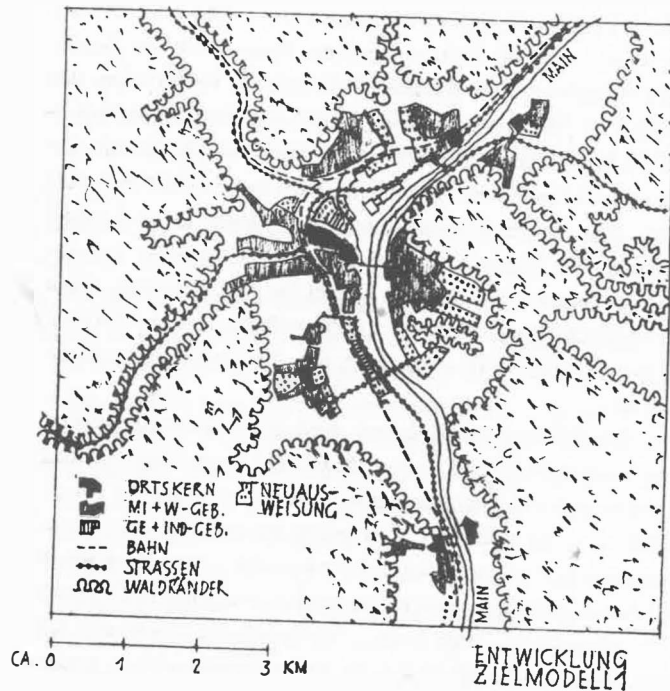 MAIN
ORTSKERN
MI + W-GEB.
GE + IND-GEB.
BAHN
STRASSEN
WALDRÄNDER
NEUAUS-
WEISUNG
MAIN
CA. 0 1 2 3 KM
ENTWICKLUNG
ZIELMODELL 1